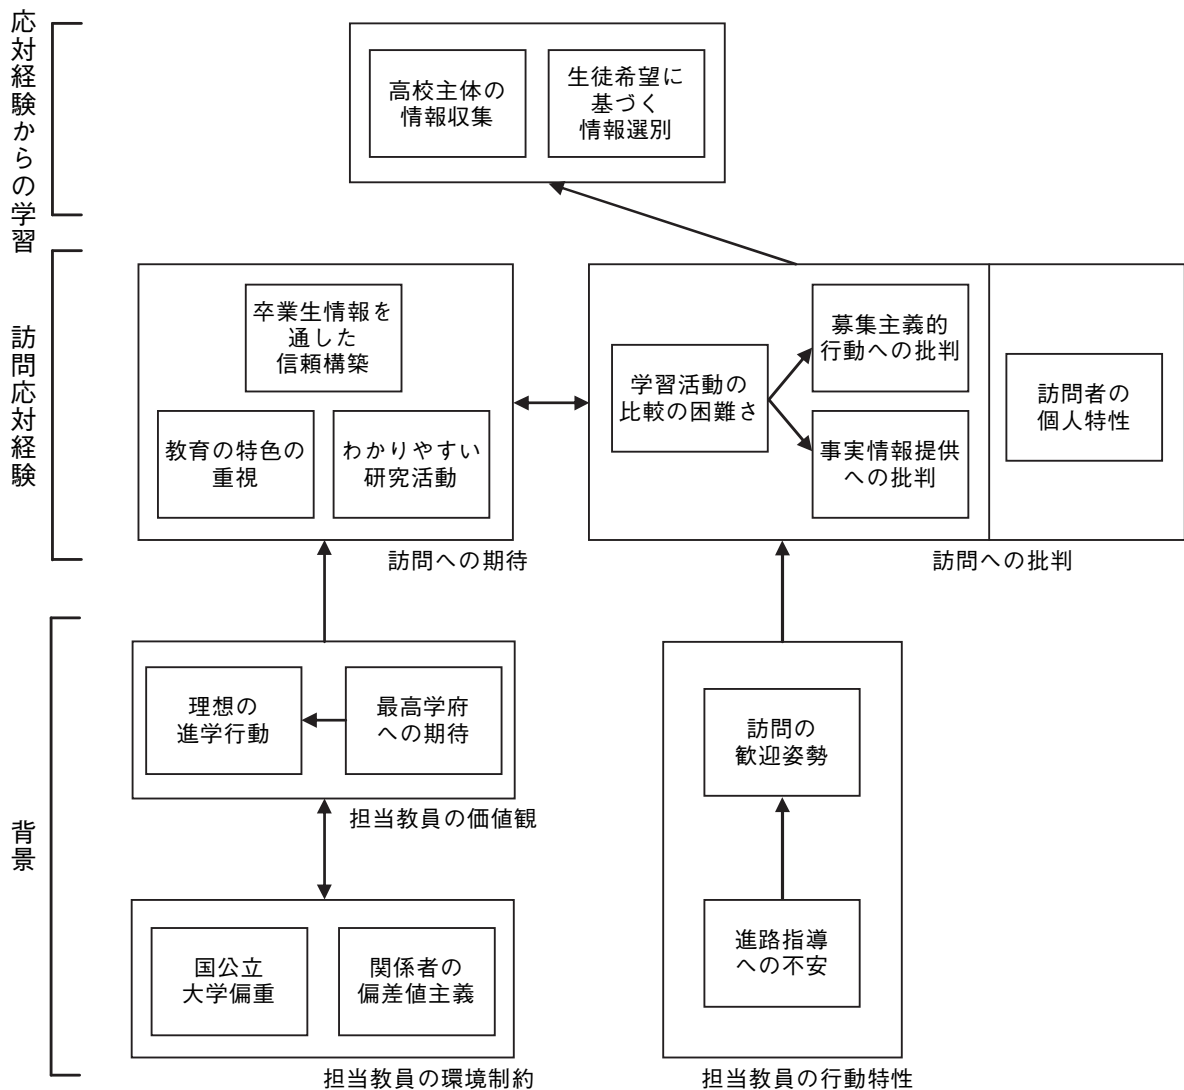 応対経験からの学習
高校主体の
情報収集
生徒希望に
基づく
情報選別
訪問応対経験
卒業生情報を
通した
信頼構築
教育の特色の
重視
わかりやすい
研究活動
訪問への期待
学習活動の
比較の困難さ
募集主義的
行動への批判
事実情報提供
への批判
訪問者の
個人特性
訪問への批判
背景
理想の
進学行動
最高学府
への期待
担当教員の価値観
国公立
大学偏重
関係者の
偏差値主義
担当教員の環境制約
訪問の
歓迎姿勢
進路指導
への不安
担当教員の行動特性